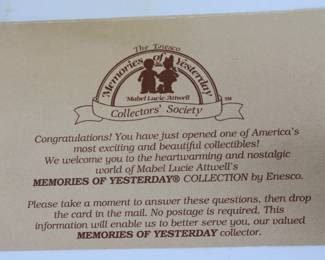 The Enesco
Memories of Yesterday
Mabel Lucie Attwell
SM
Collectors' Society
Congratulations! You have just opened one of America's
most exciting and beautiful collectibles!
We welcome you to the heartwarming and nostalgic
world of Mabel Lucie Attwell's
MEMORIES OF YESTERDAY® COLLECTION by Enesco.
Please take a moment to answer these questions, then drop
the card in the mail. No postage is required. This
information will enable us to better serve you, our valued
MEMORIES OF YESTERDAY collector.